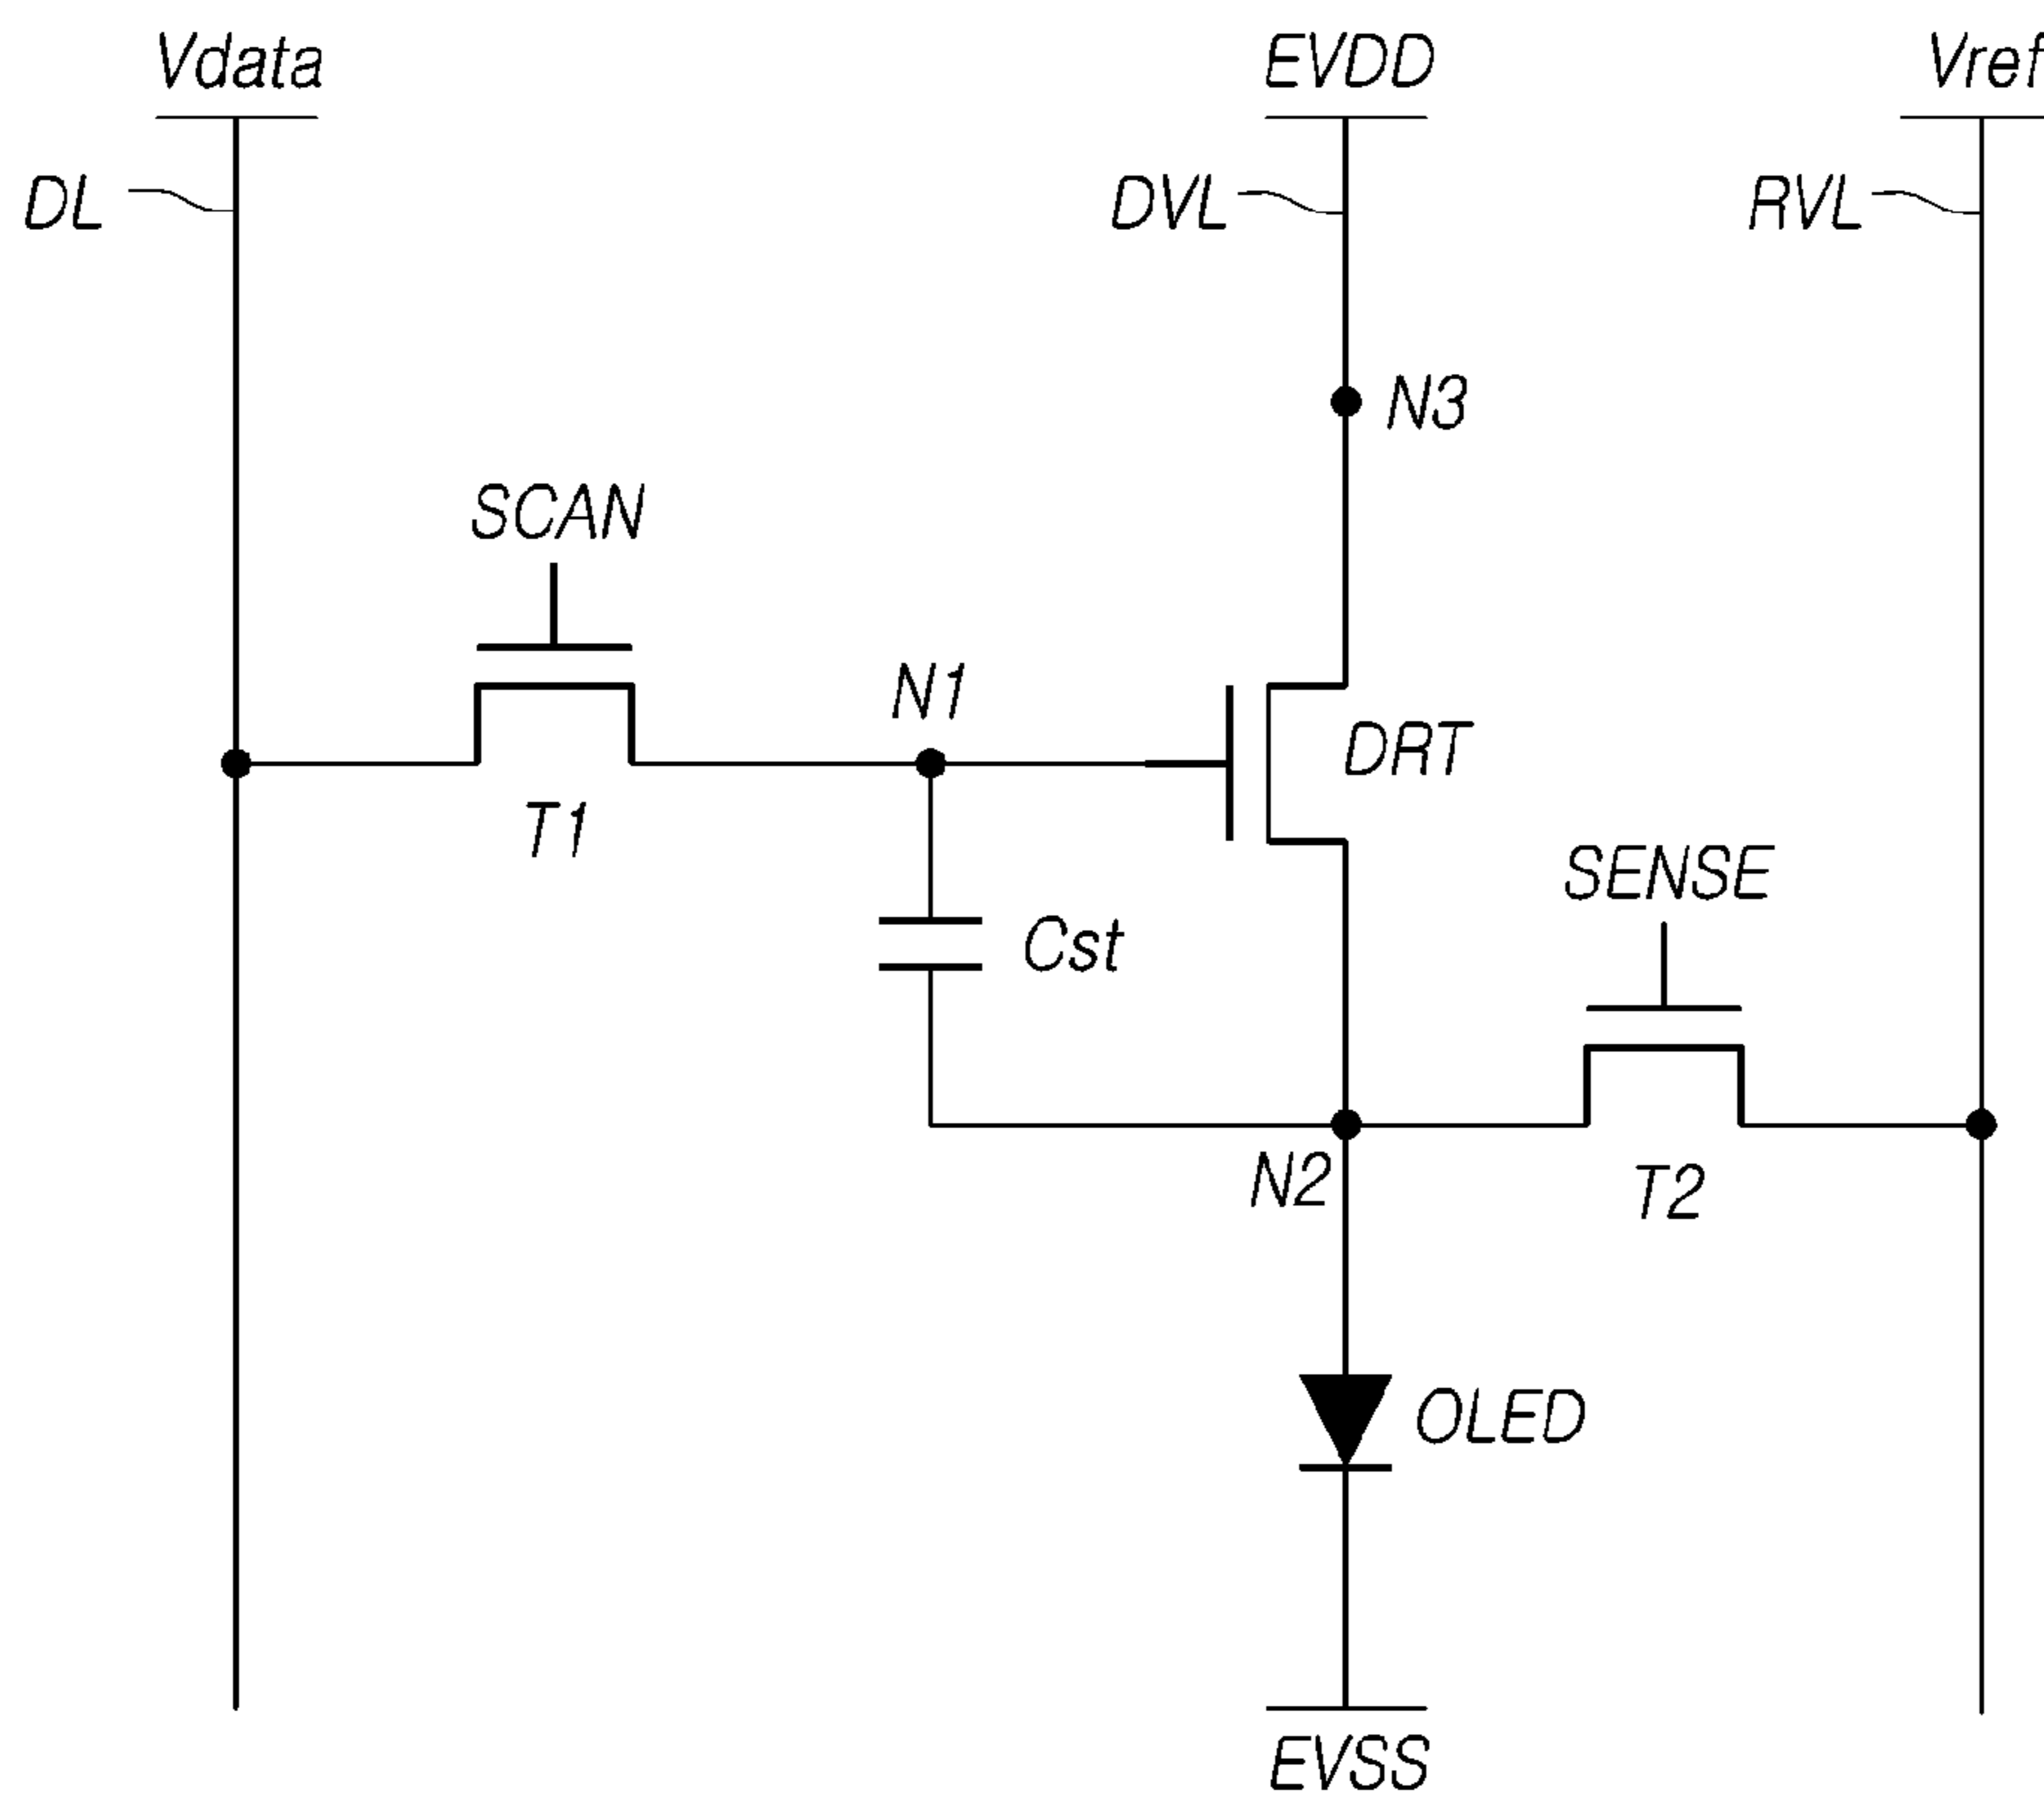 Vdata
EVDD
Vref
DL
DVL
RVL
N3
SCAN
N1
DRT
T1
SENSE
Cst
N2
T2
OLED
EVSS